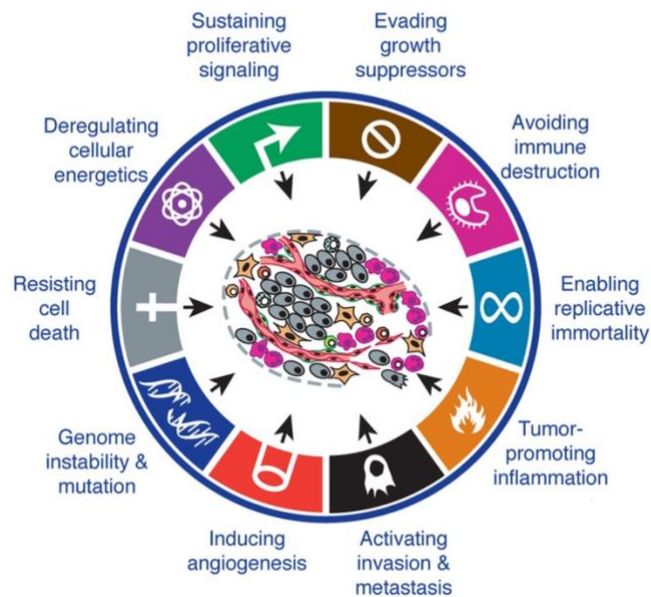 Sustaining
proliferative
signaling
Evading
growth
suppressors
Avoiding
immune
destruction
Enabling
replicative
immortality
Tumor-
promoting
inflammation
Activating
invasion &
metastasis
Inducing
angiogenesis
Genome
instability &
mutation
Resisting
cell
death
Deregulating
cellular
energetics